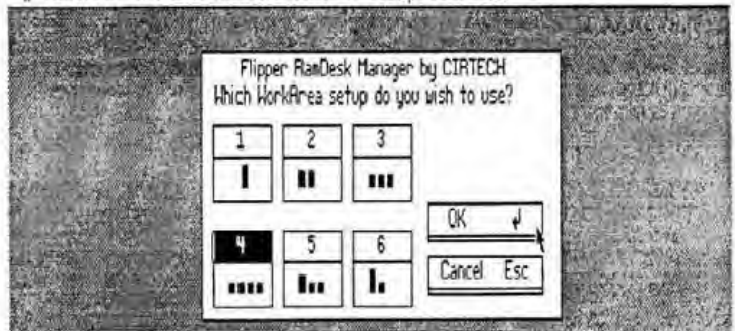 Flipper RamDesk Manager by CIRTECH
Which WorkArea setup do you wish to use?
1 2 3
4 5 6
OK ↲
Cancel Esc